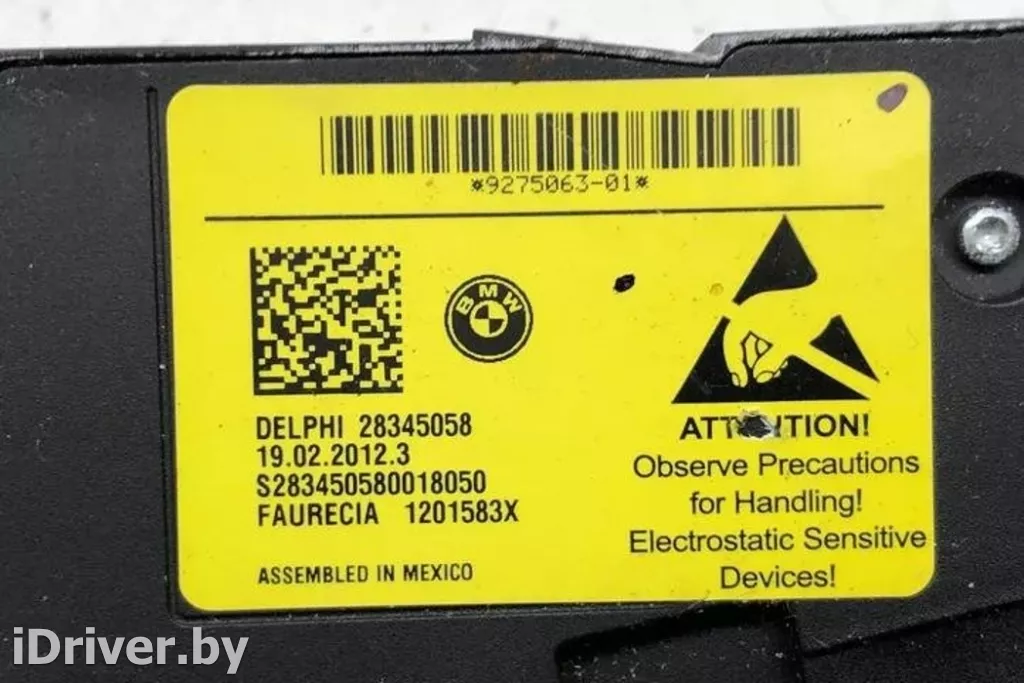 *9275063-01*
BMW
DELPHI 28345058
19.02.2012.3
S283450580018050
FAURECIA 1201583X
ASSEMBLED IN MEXICO
ATTENTION!
Observe Precautions
for Handling!
Electrostatic Sensitive
Devices!
iDriver.by